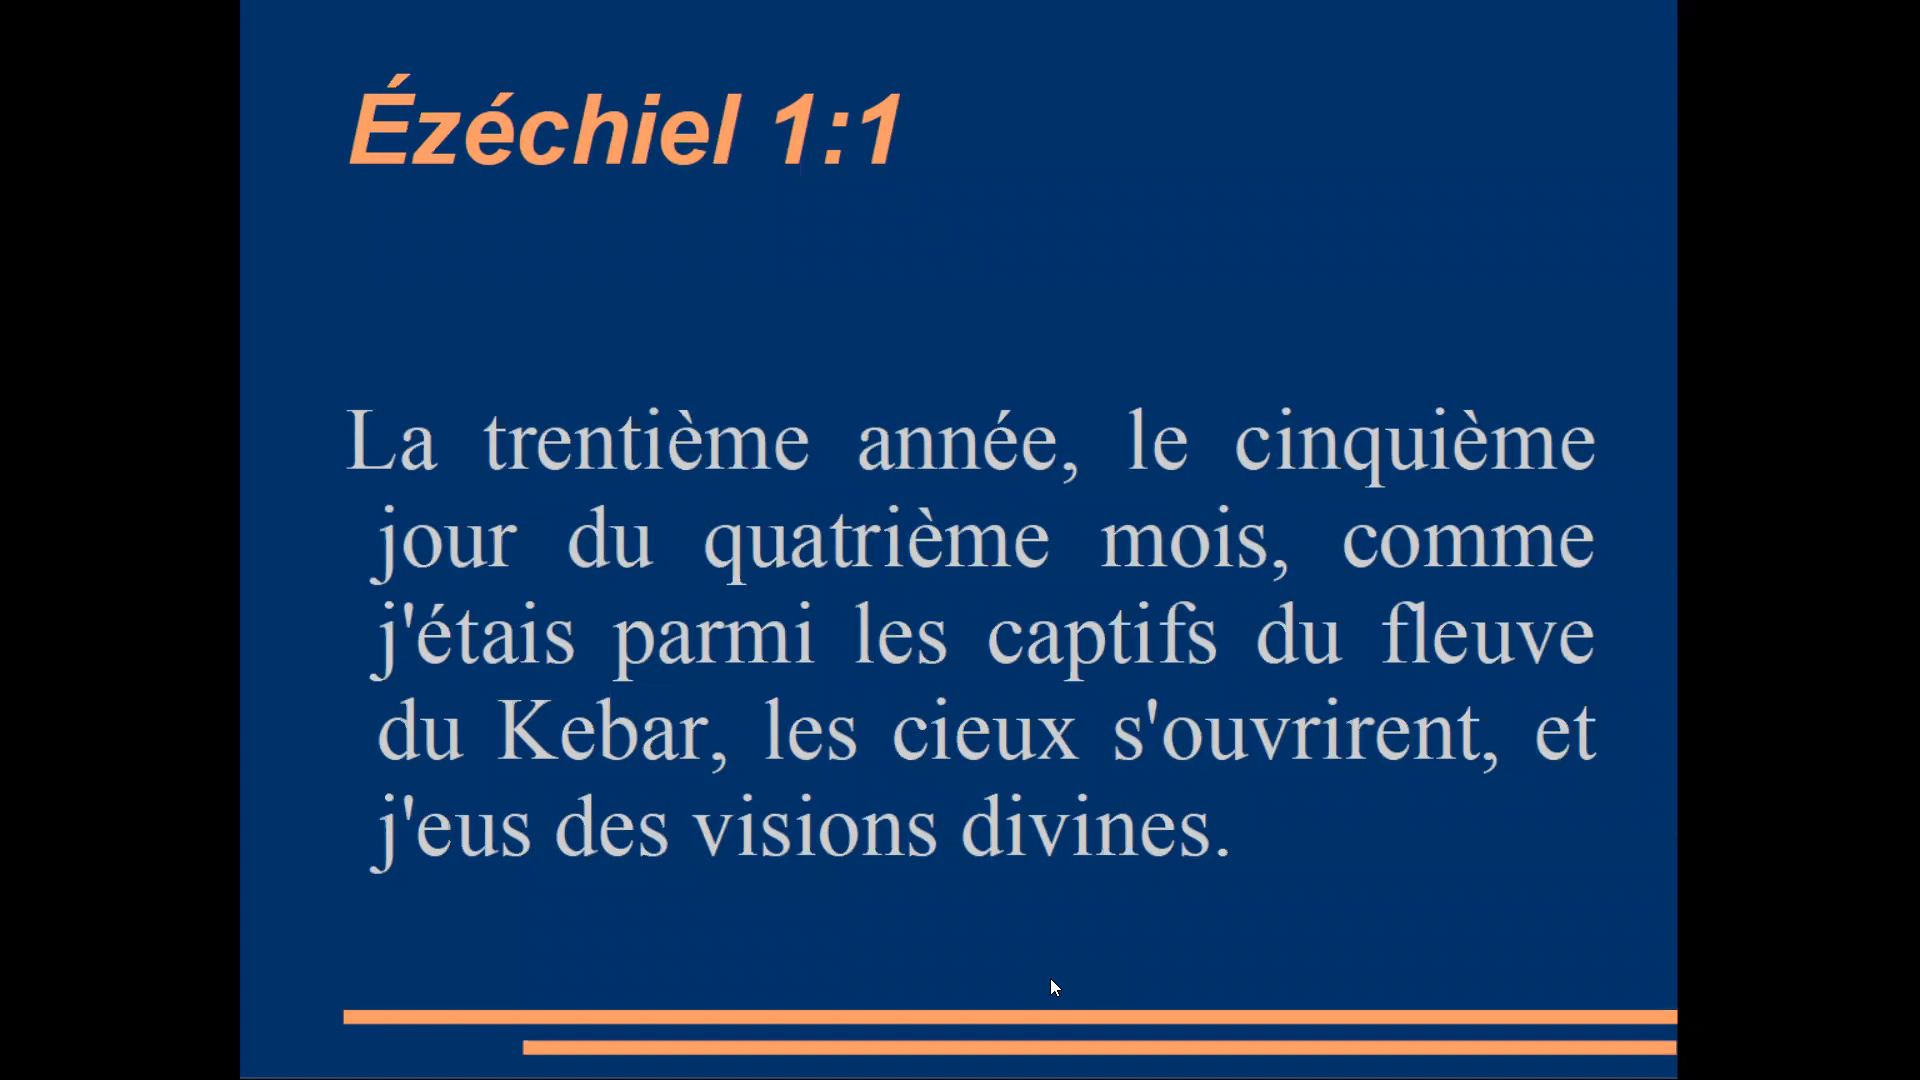 Ézéchiel 1:1
La trentième année, le cinquième
jour du quatrième mois, comme
j'étais parmi les captifs du fleuve
du Kebar, les cieux s'ouvrirent, et
j'eus des visions divines.